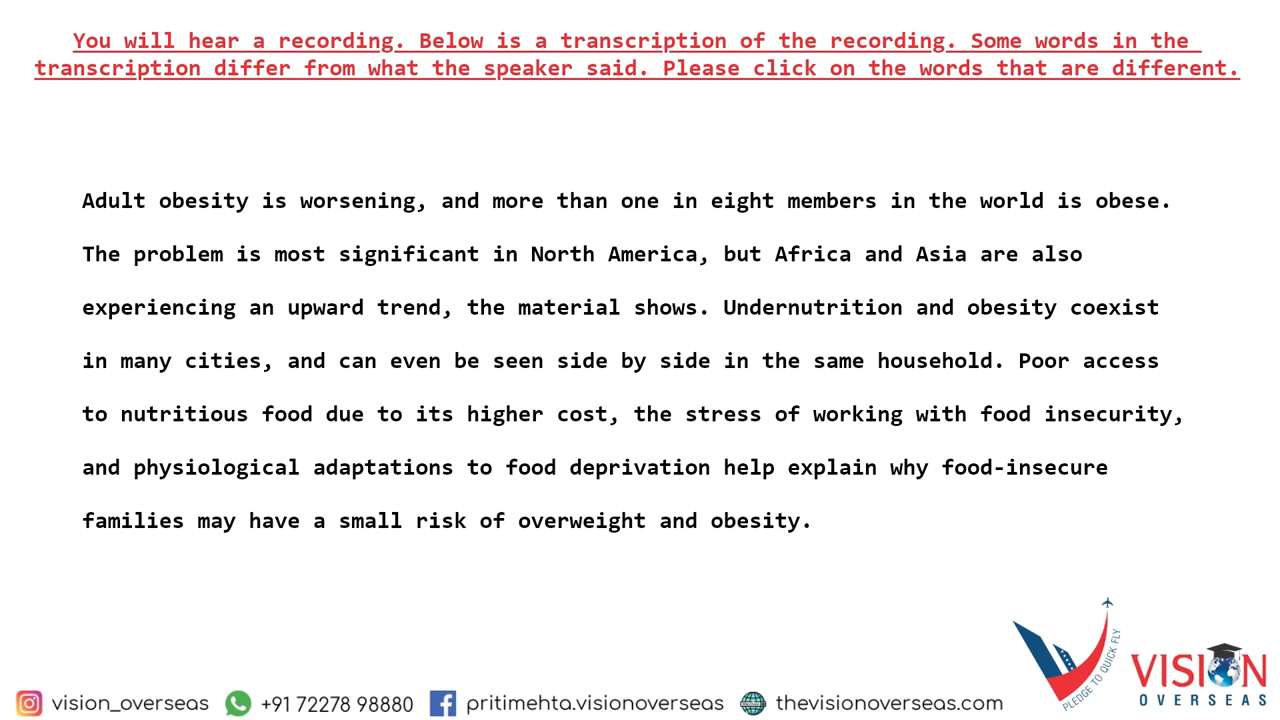 You will hear a recording. Below is a transcription of the recording. Some words in the
transcription differ from what the speaker said. Please click on the words that are different.
Adult obesity is worsening, and more than one in eight members in the world is obese.
The problem is most significant in North America, but Africa and Asia are also
experiencing an upward trend, the material shows. Undernutrition and obesity coexist
in many cities, and can even be seen side by side in the same household. Poor access
to nutritious food due to its higher cost, the stress of working with food insecurity,
and physiological adaptations to food deprivation help explain why food-insecure
families may have a small risk of overweight and obesity.
PLEDGE TO QUICK FLY
VISION
OVERSEAS
vision_overseas +91 72278 98880 pritimehta.visionoverseas thevisionoverseas.com